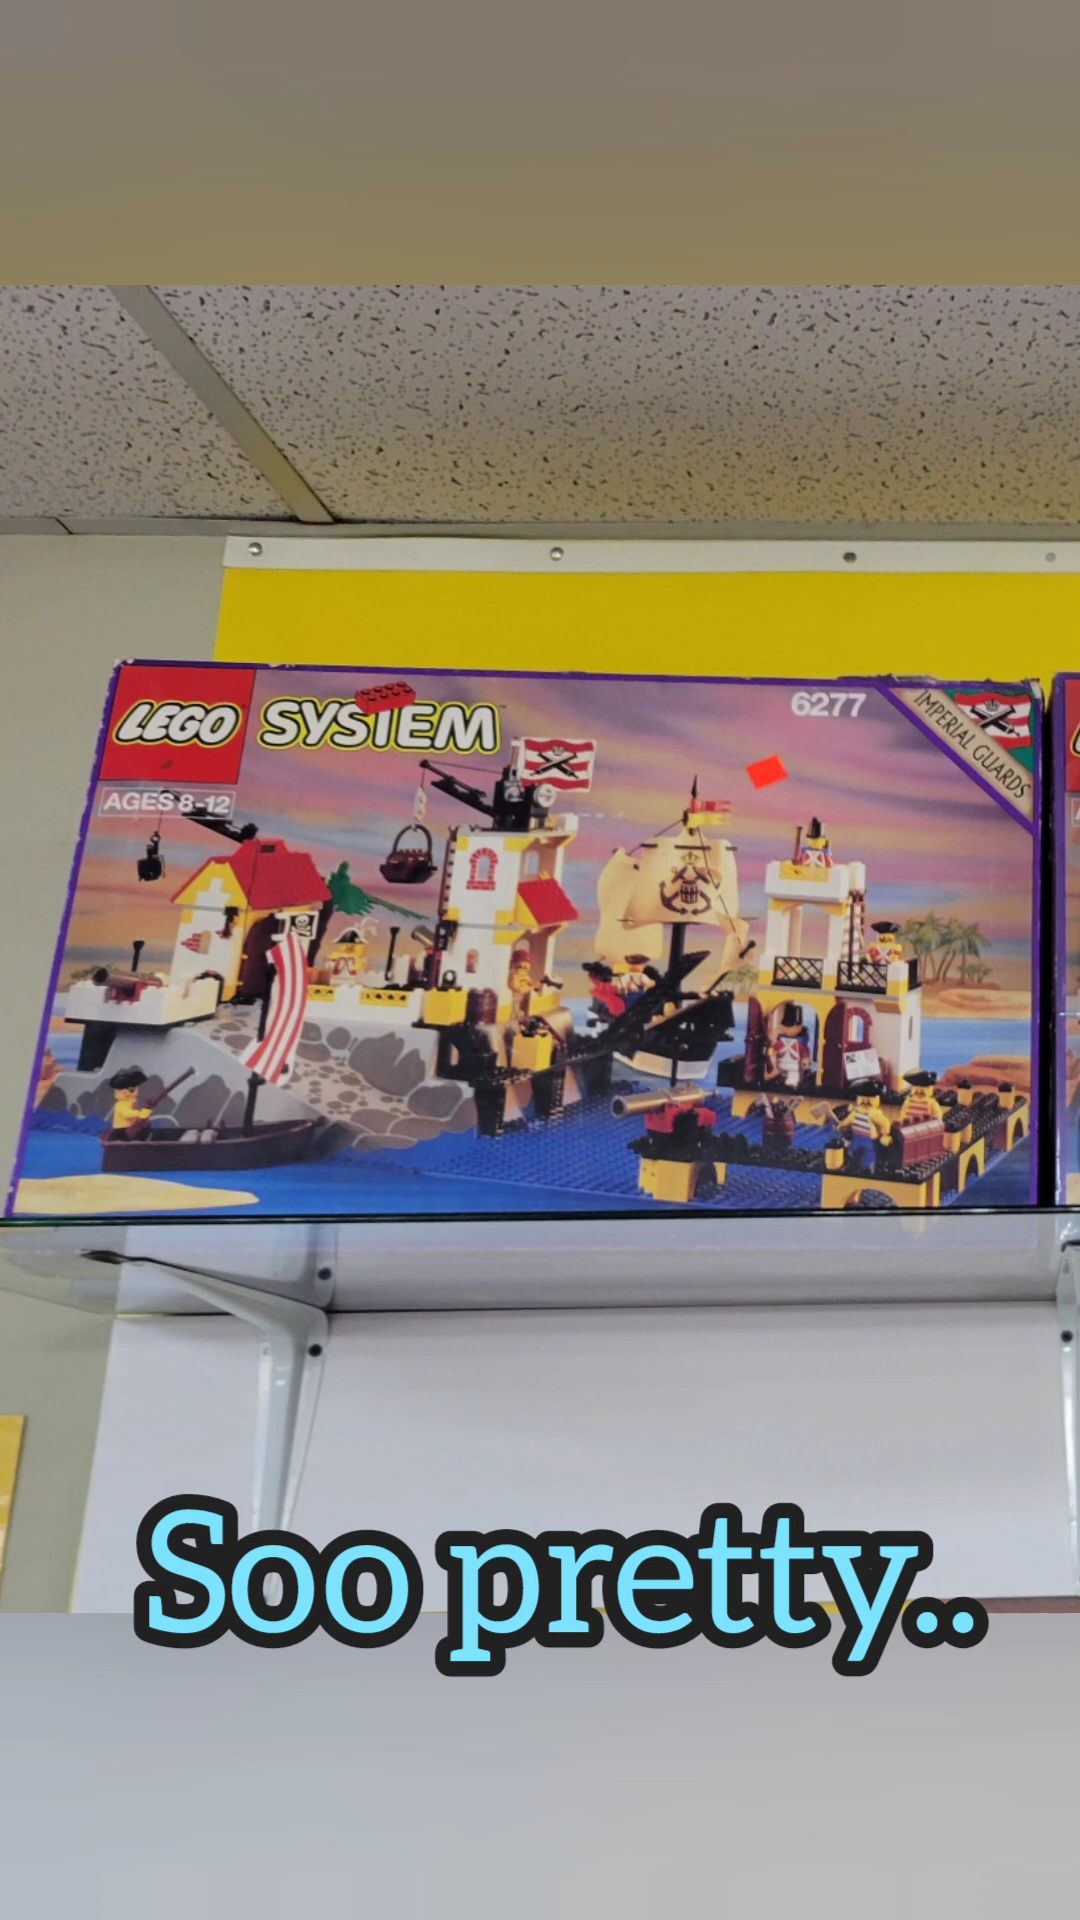 LEGO SYSTEM
6277
IMPERIAL GUARDS
AGES 8-12
Soo pretty..